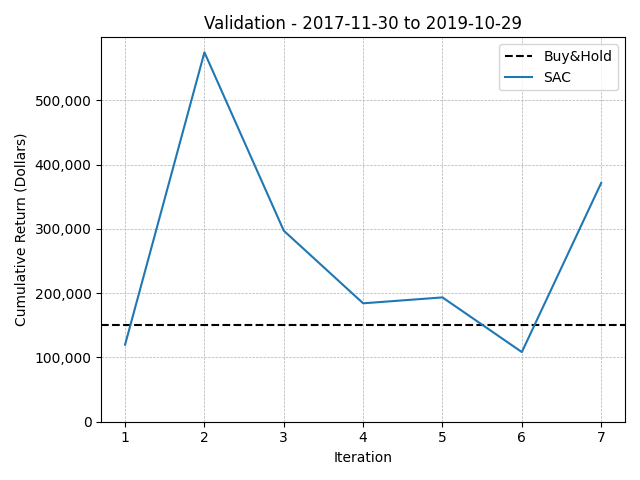 Validation - 2017-11-30 to 2019-10-29
Buy&Hold
SAC
Cumulative Return (Dollars)
500,000
400,000
300,000
200,000
100,000
0
1 2 3 4 5 6 7
Iteration